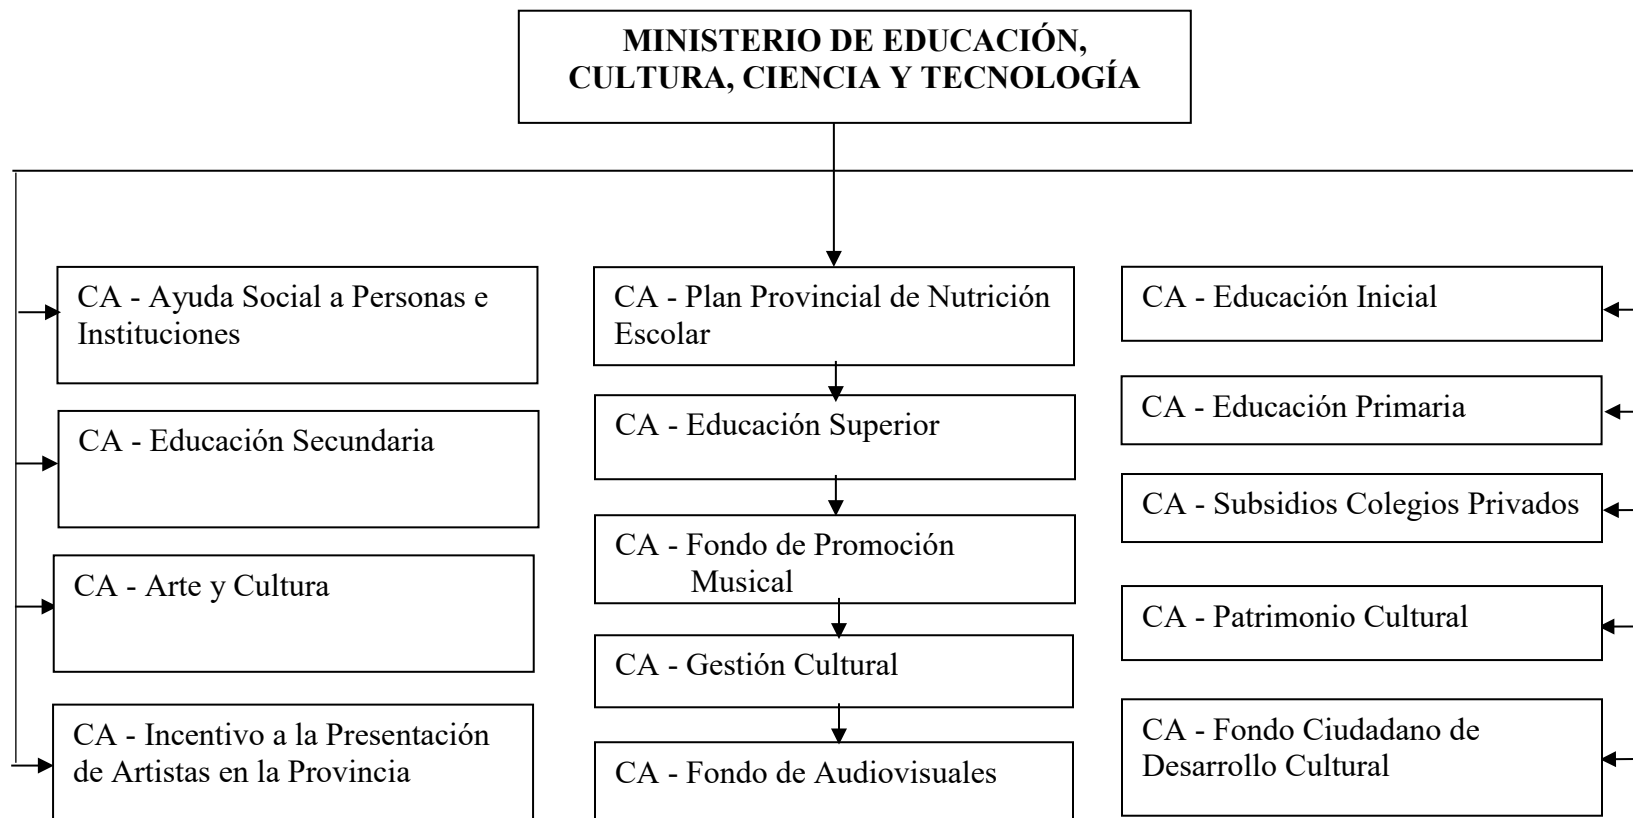 MINISTERIO DE EDUCACIÓN,
CULTURA, CIENCIA Y TECNOLOGÍA
CA - Ayuda Social a Personas e
Instituciones
CA - Educación Secundaria
CA - Arte y Cultura
CA - Incentivo a la Presentación
de Artistas en la Provincia
CA - Plan Provincial de Nutrición
Escolar
CA - Educación Superior
CA - Fondo de Promoción
Musical
CA - Gestión Cultural
CA - Fondo de Audiovisuales
CA - Educación Inicial
CA - Educación Primaria
CA - Subsidios Colegios Privados
CA - Patrimonio Cultural
CA - Fondo Ciudadano de
Desarrollo Cultural